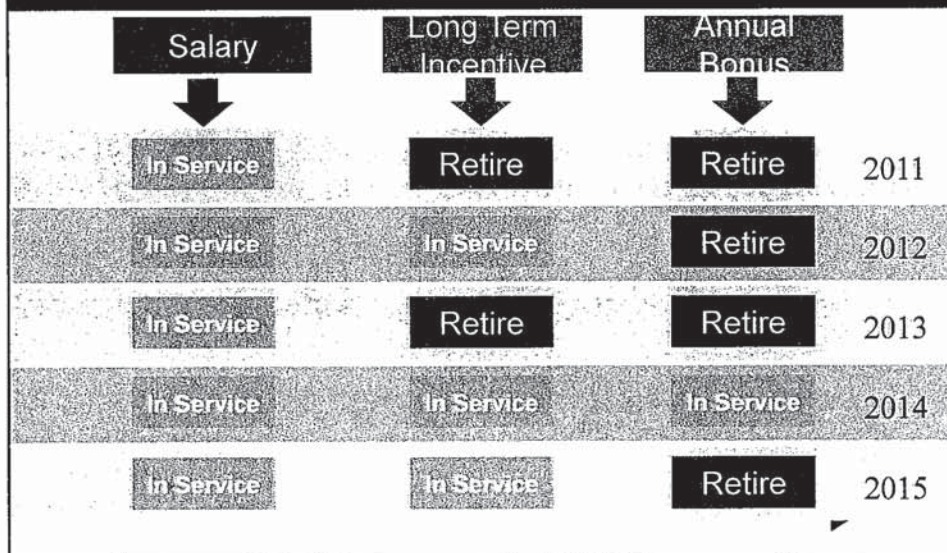 Salary
Long Term
Incentive
Annual
Bonus
In Service Retire Retire 2011
In Service In Service Retire 2012
In Service Retire Retire 2013
In Service In Service In Service 2014
In Service In Service Retire 2015